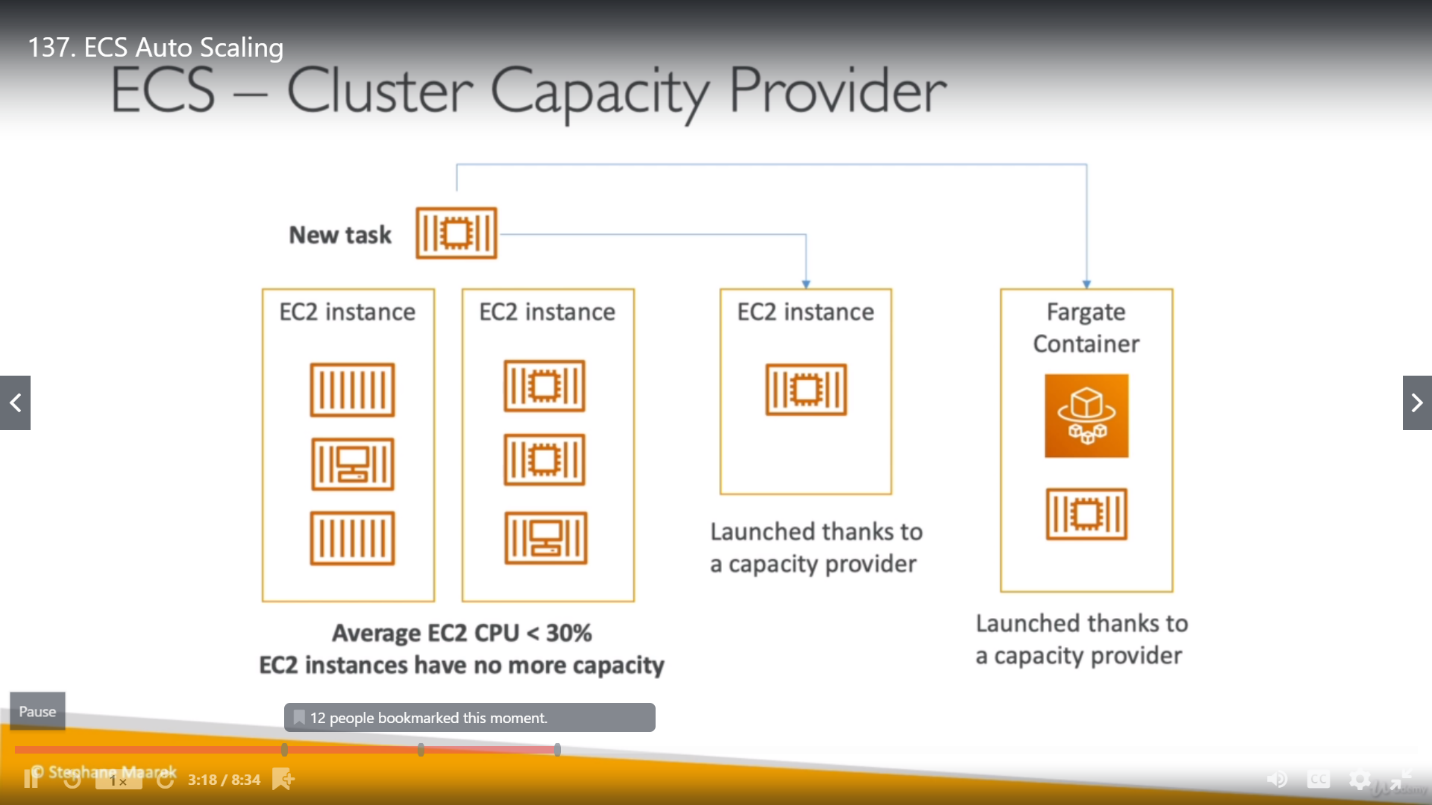 137. ECS Auto Scaling
ECS – Cluster Capacity Provider
New task
EC2 instance
EC2 instance
EC2 instance
Fargate
Container
Launched thanks to
a capacity provider
Launched thanks to
a capacity provider
Average EC2 CPU < 30%
EC2 instances have no more capacity
Pause
12 people bookmarked this moment.
© Stephane Maarek
1x
3:18 / 8:34
CC
Udemy